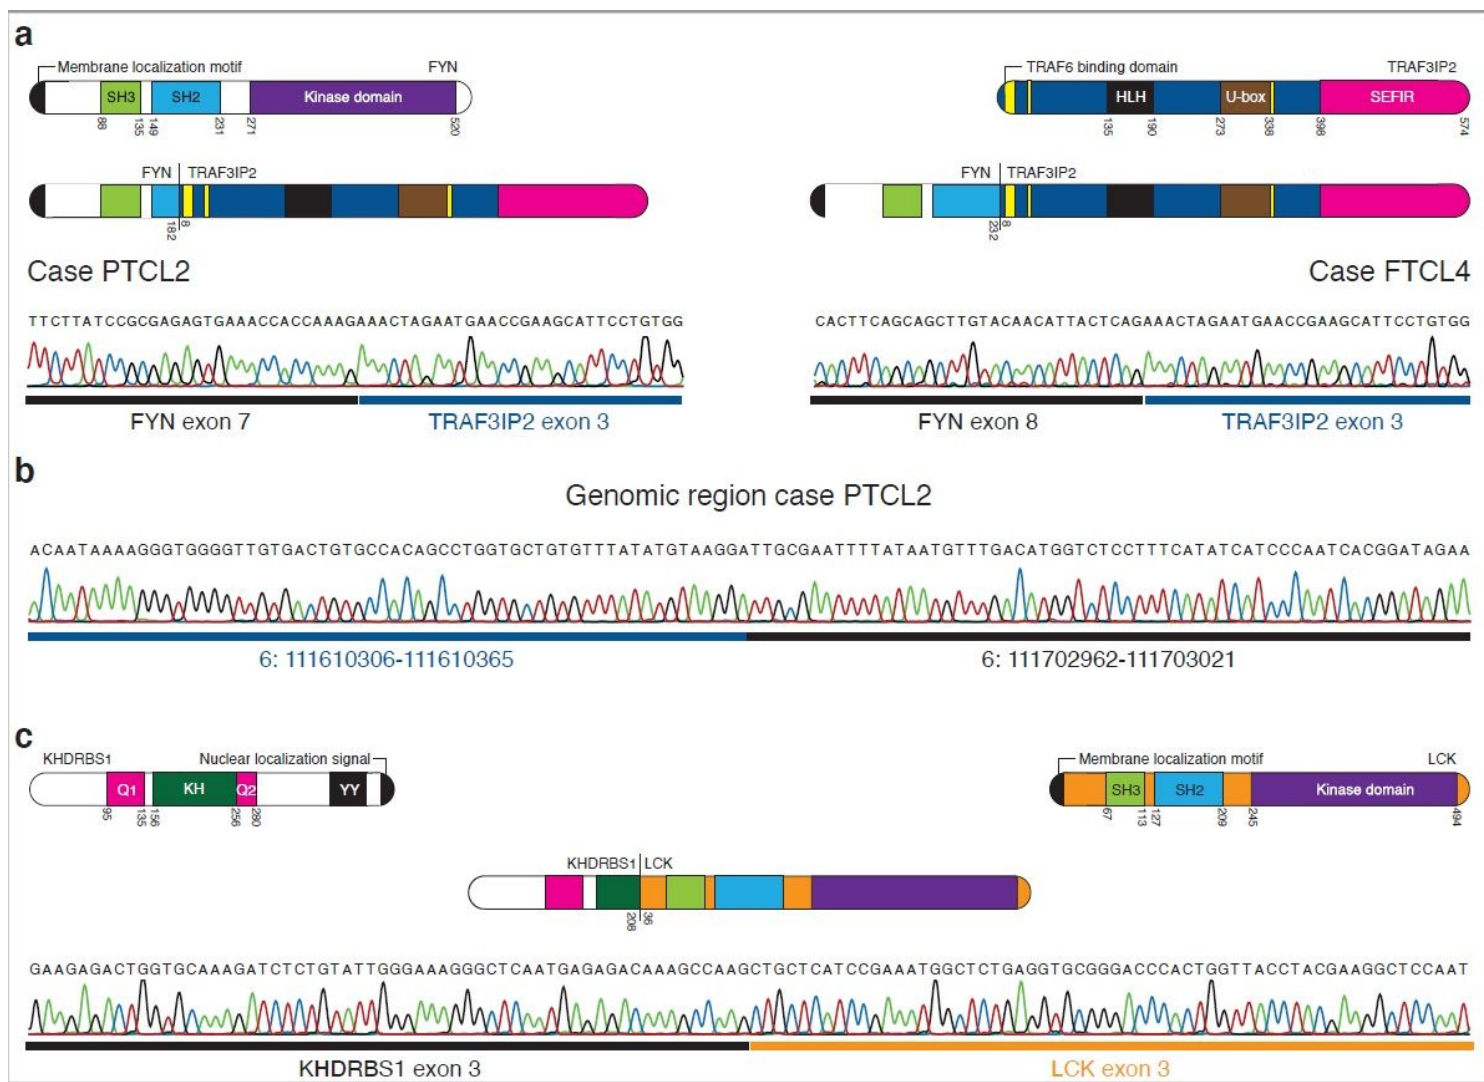 a
Membrane localization motif FYN
SH3 SH2 Kinase domain
88 135 149 231 271 520
TRAF6 binding domain TRAF3IP2
HLH U-box SEFIR
135 190 273 338 398 574
FYN TRAF3IP2
182 8
FYN TRAF3IP2
232 8
Case PTCL2
Case FTCL4
TTCTTATCCGCGAGAGTGAAACCACCAAAGAAACTAGAATGAACCGAAGCATTCCTGTGG
CACTTCAGCAGCTTGTACAACATTACTCAGAAACTAGAATGAACCGAAGCATTCCTGTGG
FYN exon 7 TRAF3IP2 exon 3
FYN exon 8 TRAF3IP2 exon 3
b
Genomic region case PTCL2
ACAATAAAAGGGTGGGGTTGTGACTGTGCCACAGCCTGGTGCTGTGTTTATATGTAAGGATTGCGAATTTTATAATGTTTGACATGGTCTCCTTTCATATCATCCCAATCACGGATAGAA
6: 111610306-111610365 6: 111702962-111703021
c
KHDRBS1 Nuclear localization signal
Q1 KH Q2 YY
95 135 156 256 280
Membrane localization motif LCK
SH3 SH2 Kinase domain
67 113 127 209 245 494
KHDRBS1 LCK
208 36
GAAGAGACTGGTGCAAAGATCTCTGTATTGGGAAAGGGCTCAATGAGAGACAAAGCCAAGCTGCTCATCCGAAATGGCTCTGAGGTGCGGGACCCACTGGTTACCTACGAAGGCTCCAAT
KHDRBS1 exon 3 LCK exon 3